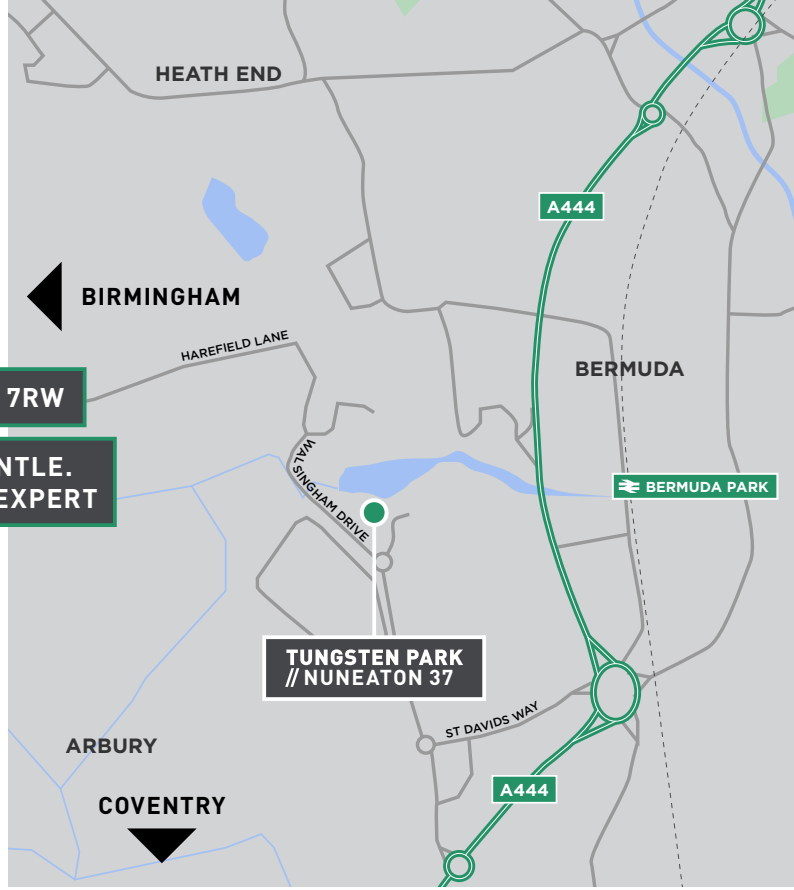 HEATH END
A444
BIRMINGHAM
HAREFIELD LANE
BERMUDA
7RW
NTLE.
EXPERT
WALSINGHAM DRIVE
BERMUDA PARK
TUNGSTEN PARK
// NUNEATON 37
ST DAVIDS WAY
ARBURY
A444
COVENTRY